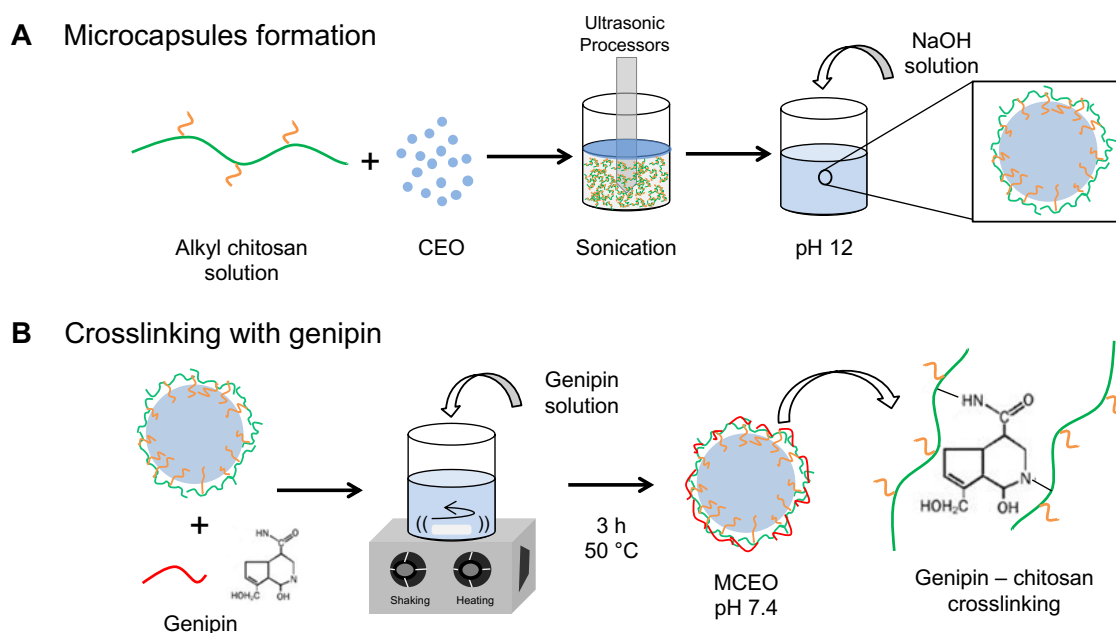 A Microcapsules formation
Ultrasonic
Processors
NaOH
solution
Alkyl chitosan
solution
+
CEO
Sonication
pH 12
B Crosslinking with genipin
+
HN
O
C
N
HOH₂C
OH
Genipin
Genipin
solution
Shaking
Heating
3 h
50 °C
MCEO
pH 7.4
HN
O
C
N
HOH₂C
OH
Genipin – chitosan
crosslinking